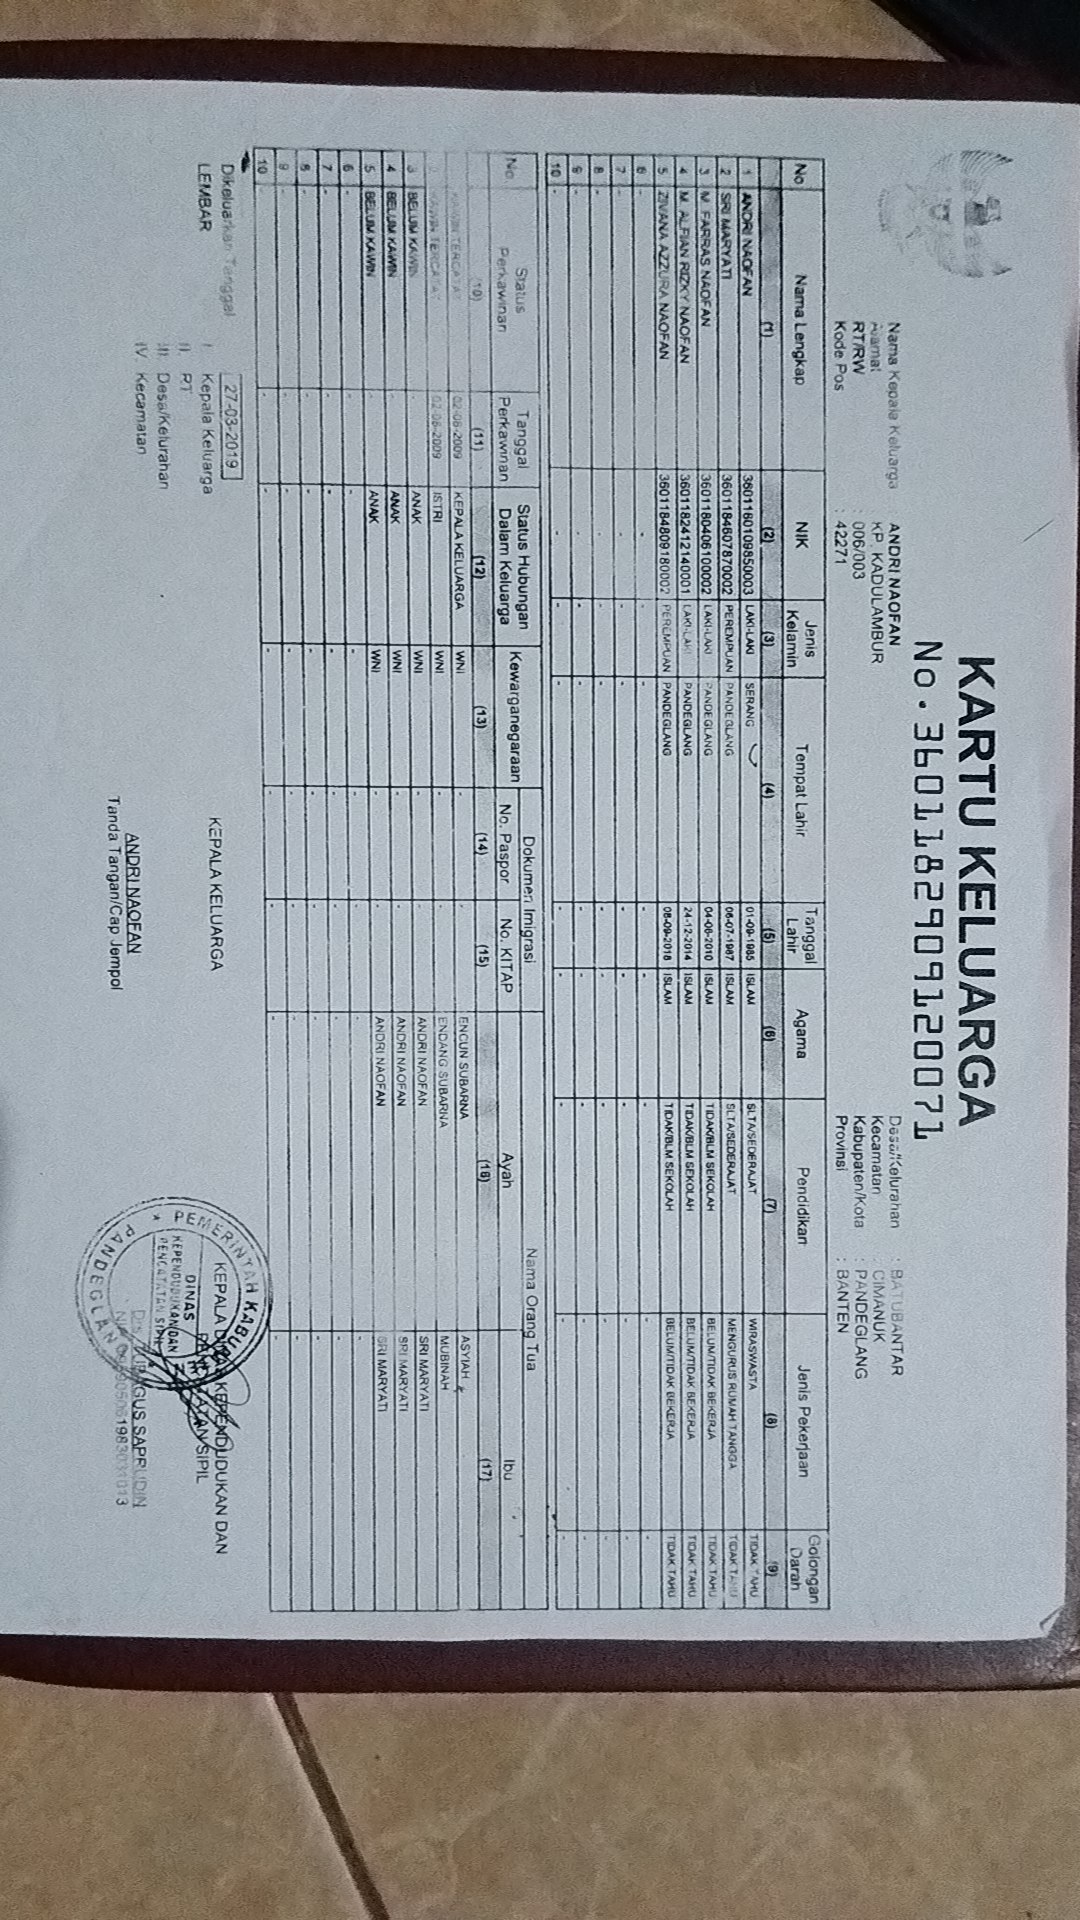 KARTU KELUARGA
No.3601182909120071
Nama Kepala Keluarga : ANDRI NAOFAN
Alamat : KP. KADULAMBUR
RT/RW : 006/003
Kode Pos : 42271
Desa/Kelurahan : BATUBANTAR
Kecamatan : CIMANUK
Kabupaten/Kota : PANDEGLANG
Provinsi : BANTEN
No Nama Lengkap NIK Jenis Kelamin Tempat Lahir Tanggal Lahir Agama Pendidikan Jenis Pekerjaan Golongan Darah
(1) (2) (3) (4) (5) (6) (7) (8) (9)
1 ANDRI NAOFAN 3601160109850003 LAKI-LAKI SERANG 01-09-1985 ISLAM SLTA/SEDERAJAT WIRASWASTA TIDAK TAHU
2 SRI MARYATI 3601184607870002 PEREMPUAN PANDEGLANG 06-07-1987 ISLAM SLTA/SEDERAJAT MENGURUS RUMAH TANGGA TIDAK TAHU
3 M. FARRAS NAOFAN 3601180406100002 LAKI-LAKI PANDEGLANG 04-06-2010 ISLAM TIDAK/BLM SEKOLAH BELUM/TIDAK BEKERJA TIDAK TAHU
4 M. ALFIAN RIZKY NAOFAN 3601182412140001 LAKI-LAKI PANDEGLANG 24-12-2014 ISLAM TIDAK/BLM SEKOLAH BELUM/TIDAK BEKERJA TIDAK TAHU
5 ZIVANA AZZURA NAOFAN 3601184809180002 PEREMPUAN PANDEGLANG 08-09-2018 ISLAM TIDAK/BLM SEKOLAH BELUM/TIDAK BEKERJA TIDAK TAHU
6 - - - - - - - - -
7 - - - - - - - - -
8 - - - - - - - - -
9 - - - - - - - - -
10 - - - - - - - - -
No. Status Perkawinan Tanggal Perkawinan Status Hubungan Dalam Keluarga Kewarganegaraan Dokumen Imigrasi Nama Orang Tua
No. Paspor No. KITAP Ayah Ibu
(10) (11) (12) (13) (14) (15) (16) (17)
KAWIN TERCATAT 02-06-2009 KEPALA KELUARGA WNI - - ENCUN SUBARNA ASYIAH
2 KAWIN TERCATAT 02-06-2009 ISTRI WNI - - ENDANG SUBARNA MUBINAH
3 BELUM KAWIN - ANAK WNI - - ANDRI NAOFAN SRI MARYATI
4 BELUM KAWIN - ANAK WNI - - ANDRI NAOFAN SRI MARYATI
5 BELUM KAWIN - ANAK WNI - - ANDRI NAOFAN SRI MARYATI
6 - - - - - - - -
7 - - - - - - - -
8 - - - - - - - -
9 - - - - - - - -
10 - - - - - - - -
Dikeluarkan Tanggal 27-03-2019
LEMBAR I. Kepala Keluarga
II. RT
III. Desa/Kelurahan
IV. Kecamatan
KEPALA KELUARGA
ANDRI NAOFAN
Tanda Tangan/Cap Jempol
KEPALA DINAS KEPENDUDUKAN DAN
PENCATATAN SIPIL
PEMERINTAH KABUPATEN
DINAS
KEPENDUDUKAN DAN
PENCATATAN SIPIL
PANDEGLANG
Drs. TUBAGUS SAPRUDIN